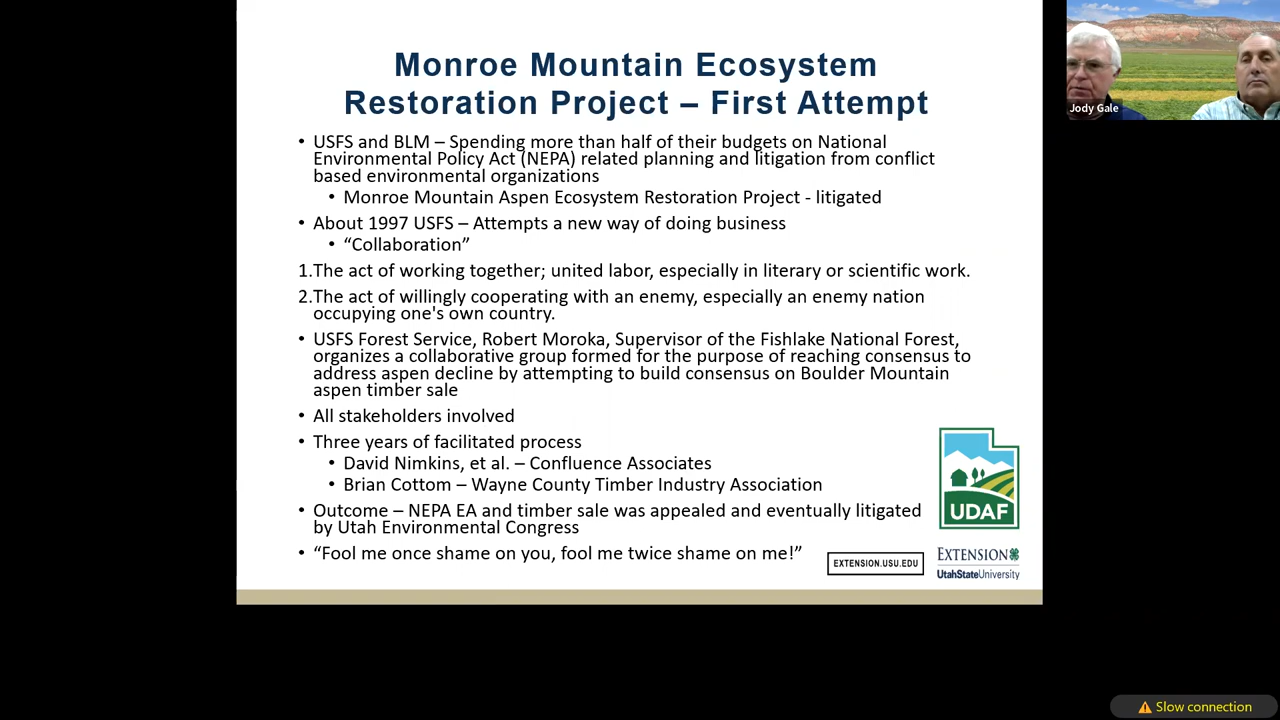 Monroe Mountain Ecosystem
Restoration Project – First Attempt
• USFS and BLM – Spending more than half of their budgets on National
Environmental Policy Act (NEPA) related planning and litigation from conflict
based environmental organizations
• Monroe Mountain Aspen Ecosystem Restoration Project - litigated
• About 1997 USFS – Attempts a new way of doing business
• “Collaboration”
1.The act of working together; united labor, especially in literary or scientific work.
2.The act of willingly cooperating with an enemy, especially an enemy nation
occupying one's own country.
• USFS Forest Service, Robert Moroka, Supervisor of the Fishlake National Forest,
organizes a collaborative group formed for the purpose of reaching consensus to
address aspen decline by attempting to build consensus on Boulder Mountain
aspen timber sale
• All stakeholders involved
• Three years of facilitated process
• David Nimkins, et al. – Confluence Associates
• Brian Cottom – Wayne County Timber Industry Association
• Outcome – NEPA EA and timber sale was appealed and eventually litigated
by Utah Environmental Congress
• “Fool me once shame on you, fool me twice shame on me!”
UDAF
EXTENSION.USU.EDU
EXTENSION
UtahStateUniversity
Jody Gale
Slow connection